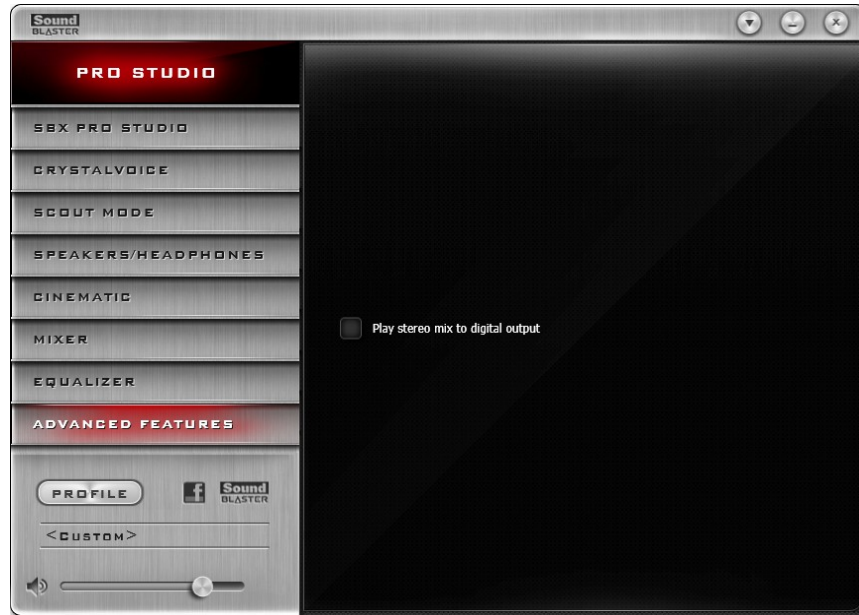 Sound
BLASTER
PRO STUDIO
SBX PRO STUDIO
CRYSTALVOICE
SCOUT MODE
SPEAKERS/HEADPHONES
CINEMATIC
MIXER
EQUALIZER
ADVANCED FEATURES
Play stereo mix to digital output
PROFILE
f
Sound
BLASTER
<Custom>